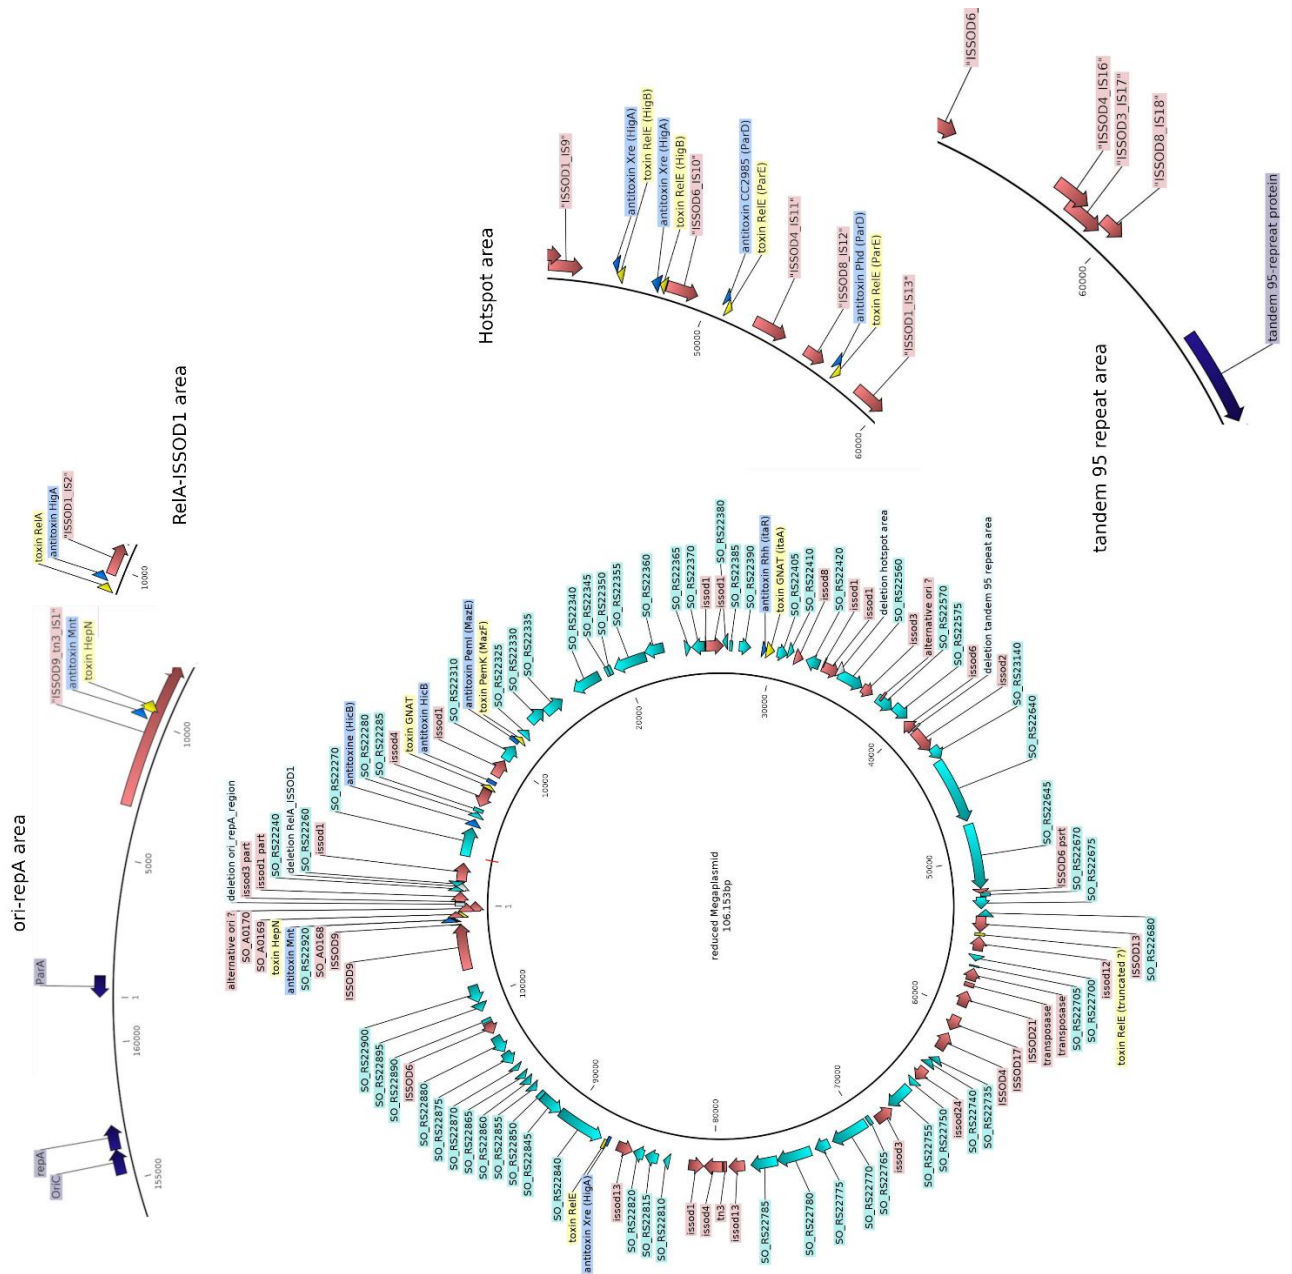 ori-repA area
"ISSOD9_tn3_IS1"
antitoxin Mnt
toxin HepN
ParA
repA
OriC
155000
160000
1
5000
10000
RelA-ISSOD1 area
toxin RelA
antitoxin HigA
"ISSOD1_IS2"
10000
Hotspot area
"ISSOD1_IS9"
antitoxin Xre (HigA)
toxin RelE (HigB)
antitoxin Xre (HigA)
toxin RelE (HigB)
"ISSOD6_IS10"
antitoxin CC2985 (ParD)
toxin RelE (ParE)
"ISSOD4_IS11"
"ISSOD8_IS12"
antitoxin Phd (ParD)
toxin RelE (ParE)
"ISSOD1_IS13"
50000
60000
tandem 95 repeat area
"ISSOD6_
"ISSOD4_IS16"
"ISSOD3_IS17"
"ISSOD8_IS18"
tandem 95-repreat protein
60000
reduced Megaplasmid
106.153bp
1
10000
20000
30000
40000
50000
60000
70000
80000
90000
100000
alternative ori ?
SO_A0170
SO_A0169
toxin HepN
antitoxin Mnt
SO_RS22920
SO_A0168
ISSOD9
ISSOD9
deletion ori_repA_region
issod3 part
issod1 part
SO_RS22240
deletion RelA_ISSOD1
SO_RS22260
issod1
SO_RS22270
antitoxine (HicB)
SO_RS22280
SO_RS22285
issod4
toxin GNAT
antitoxin HicB
issod1
SO_RS22310
antitoxin PemI (MazE)
toxin PemK (MazF)
SO_RS22325
SO_RS22330
SO_RS22335
SO_RS22340
SO_RS22345
SO_RS22350
SO_RS22355
SO_RS22360
SO_RS22365
SO_RS22370
issod1
issod1
SO_RS22380
SO_RS22385
SO_RS22390
antitoxin Rhh (itaR)
toxin GNAT (itaA)
SO_RS22405
SO_RS22410
issod8
SO_RS22420
issod1
issod1
deletion hotspot area
SO_RS22560
issod3
alternative ori ?
SO_RS22570
SO_RS22575
issod6
deletion tandem 95 repeat area
issod2
SO_RS23140
SO_RS22640
SO_RS22645
ISSOD6 psrt
SO_RS22670
SO_RS22675
SO_RS22680
ISSOD13
toxin RelE (truncated ?)
issod12
SO_RS22700
SO_RS22705
transposase
transposase
ISSOD21
ISSOD17
ISSOD4
SO_RS22735
SO_RS22740
issod24
SO_RS22750
SO_RS22755
issod3
SO_RS22765
SO_RS22770
SO_RS22775
SO_RS22780
SO_RS22785
issod13
tn3
issod4
issod1
SO_RS22810
SO_RS22815
SO_RS22820
issod13
antitoxin Xre (HigA)
toxin RelE
SO_RS22840
SO_RS22845
SO_RS22850
SO_RS22855
SO_RS22860
SO_RS22865
SO_RS22870
SO_RS22875
SO_RS22880
ISSOD6
SO_RS22890
SO_RS22895
SO_RS22900